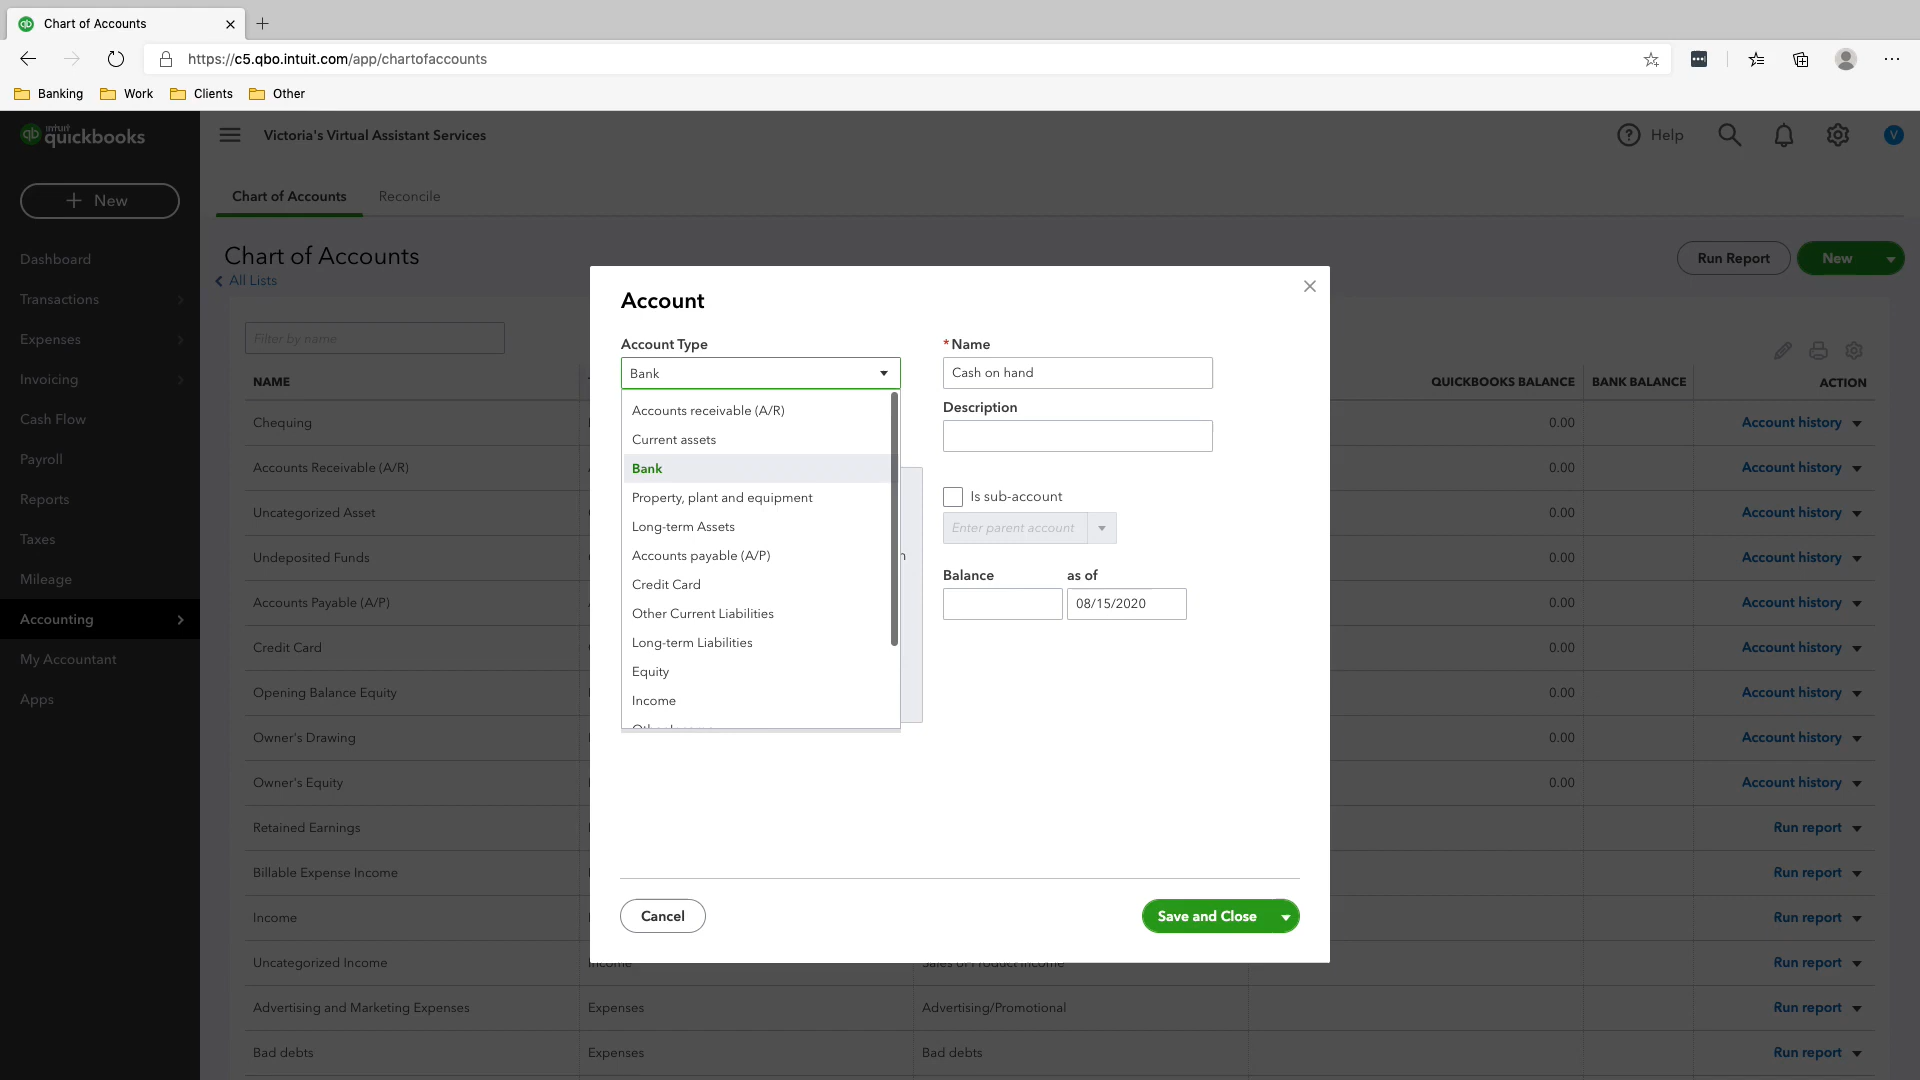 Chart of Accounts
https://c5.qbo.intuit.com/app/chartofaccounts
Banking
Work
Clients
Other
intuit
quickbooks
Victoria's Virtual Assistant Services
Help
V
New
Chart of Accounts
Reconcile
Dashboard
Transactions
Expenses
Invoicing
Cash Flow
Payroll
Reports
Taxes
Mileage
Accounting
My Accountant
Apps
Chart of Accounts
All Lists
Run Report
New
Filter by name
NAME
QUICKBOOKS BALANCE
BANK BALANCE
ACTION
Chequing
0.00
Account history
Accounts Receivable (A/R)
0.00
Account history
Uncategorized Asset
0.00
Account history
Undeposited Funds
0.00
Account history
Accounts Payable (A/P)
0.00
Account history
Credit Card
0.00
Account history
Opening Balance Equity
0.00
Account history
Owner's Drawing
0.00
Account history
Owner's Equity
0.00
Account history
Retained Earnings
Run report
Billable Expense Income
Run report
Income
Run report
Uncategorized Income
Income
Sales of Product Income
Run report
Advertising and Marketing Expenses
Expenses
Advertising/Promotional
Run report
Bad debts
Expenses
Bad debts
Run report
Account
Account Type
Bank
Accounts receivable (A/R)
Current assets
Bank
Property, plant and equipment
Long-term Assets
Accounts payable (A/P)
Credit Card
Other Current Liabilities
Long-term Liabilities
Equity
Income
*Name
Cash on hand
Description
Is sub-account
Enter parent account
Balance
as of
08/15/2020
Cancel
Save and Close